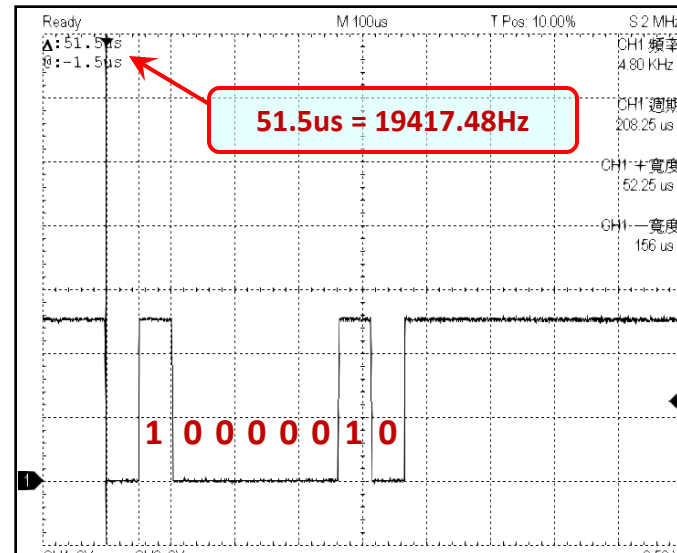 Ready M 100us T Pos: 10.00% S 2 MHz
Δ:51.5us
@:-1.5us
CH1 頻率
4.80 KHz
51.5us = 19417.48Hz
CH1 週期
208.25 us
CH1 +寬度
52.25 us
CH1 —寬度
156 us
1 0 0 0 0 0 1 0
1